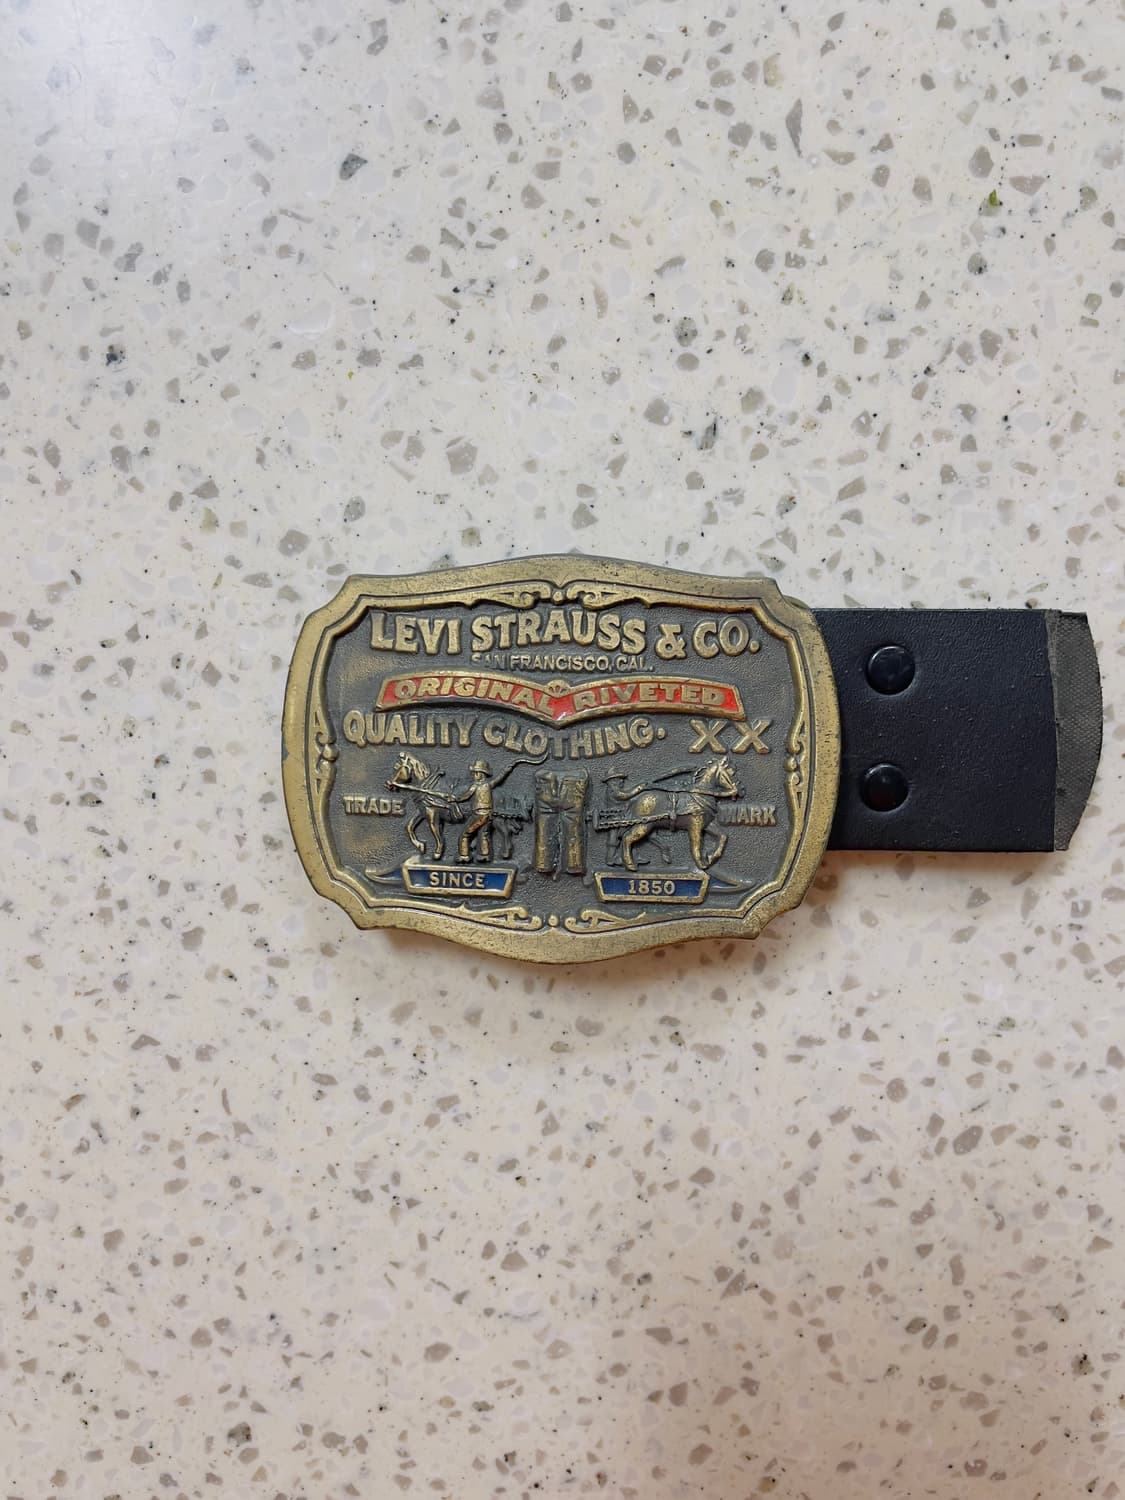 LEVI STRAUSS & CO.
SAN FRANCISCO, CAL.
ORIGINAL RIVETED
QUALITY CLOTHING. XX
TRADE MARK
SINCE 1850